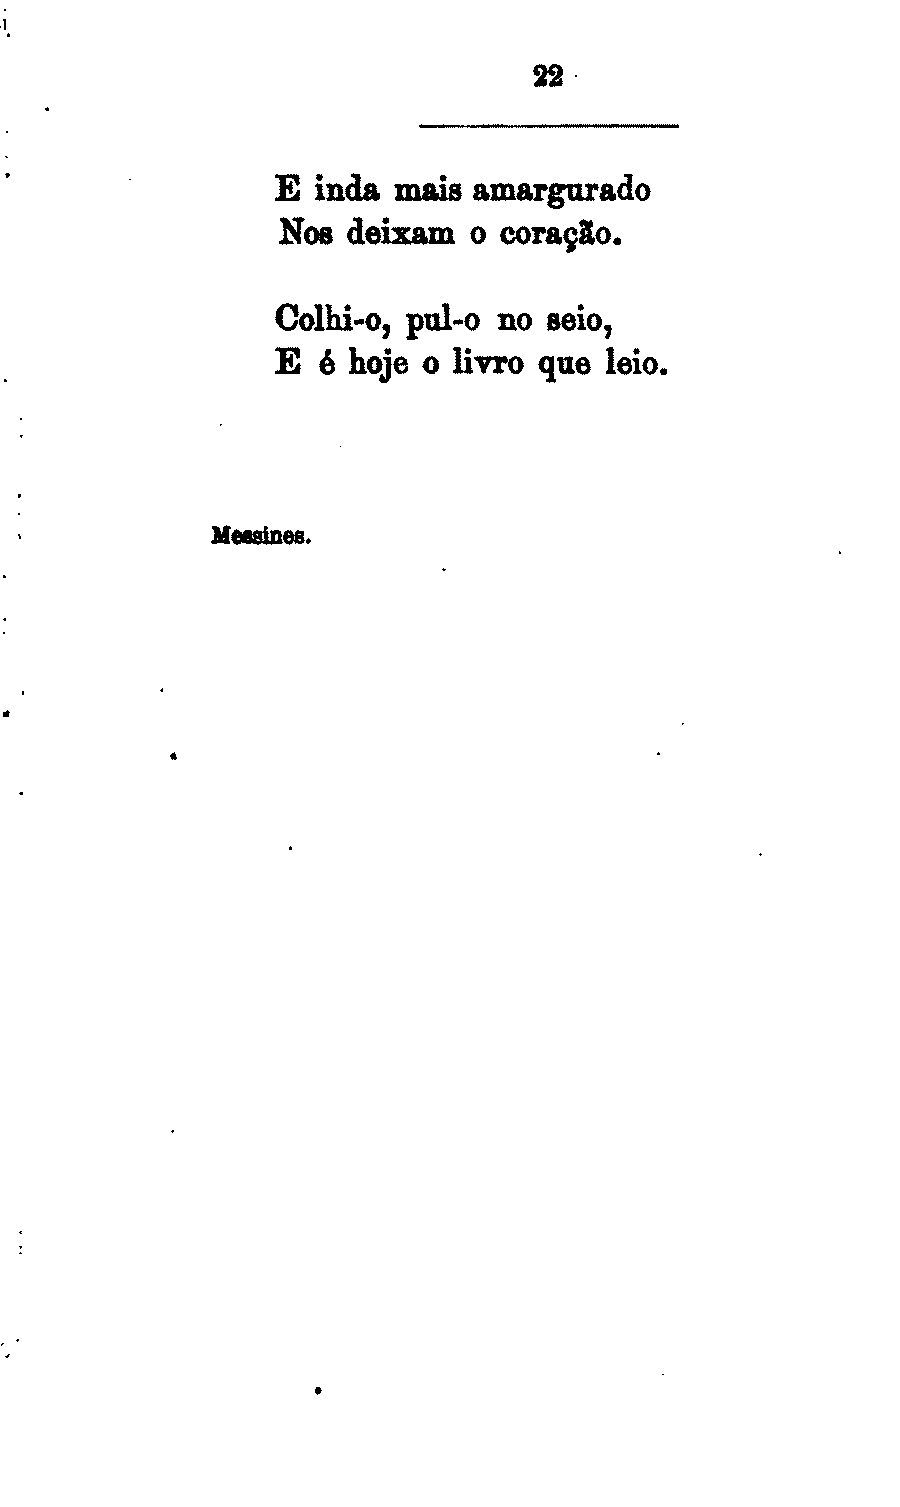 22
E inda mais amargurado
Nos deixam o coração.
Colhi-o, pul-o no seio,
E é hoje o livro que leio.
Messines.